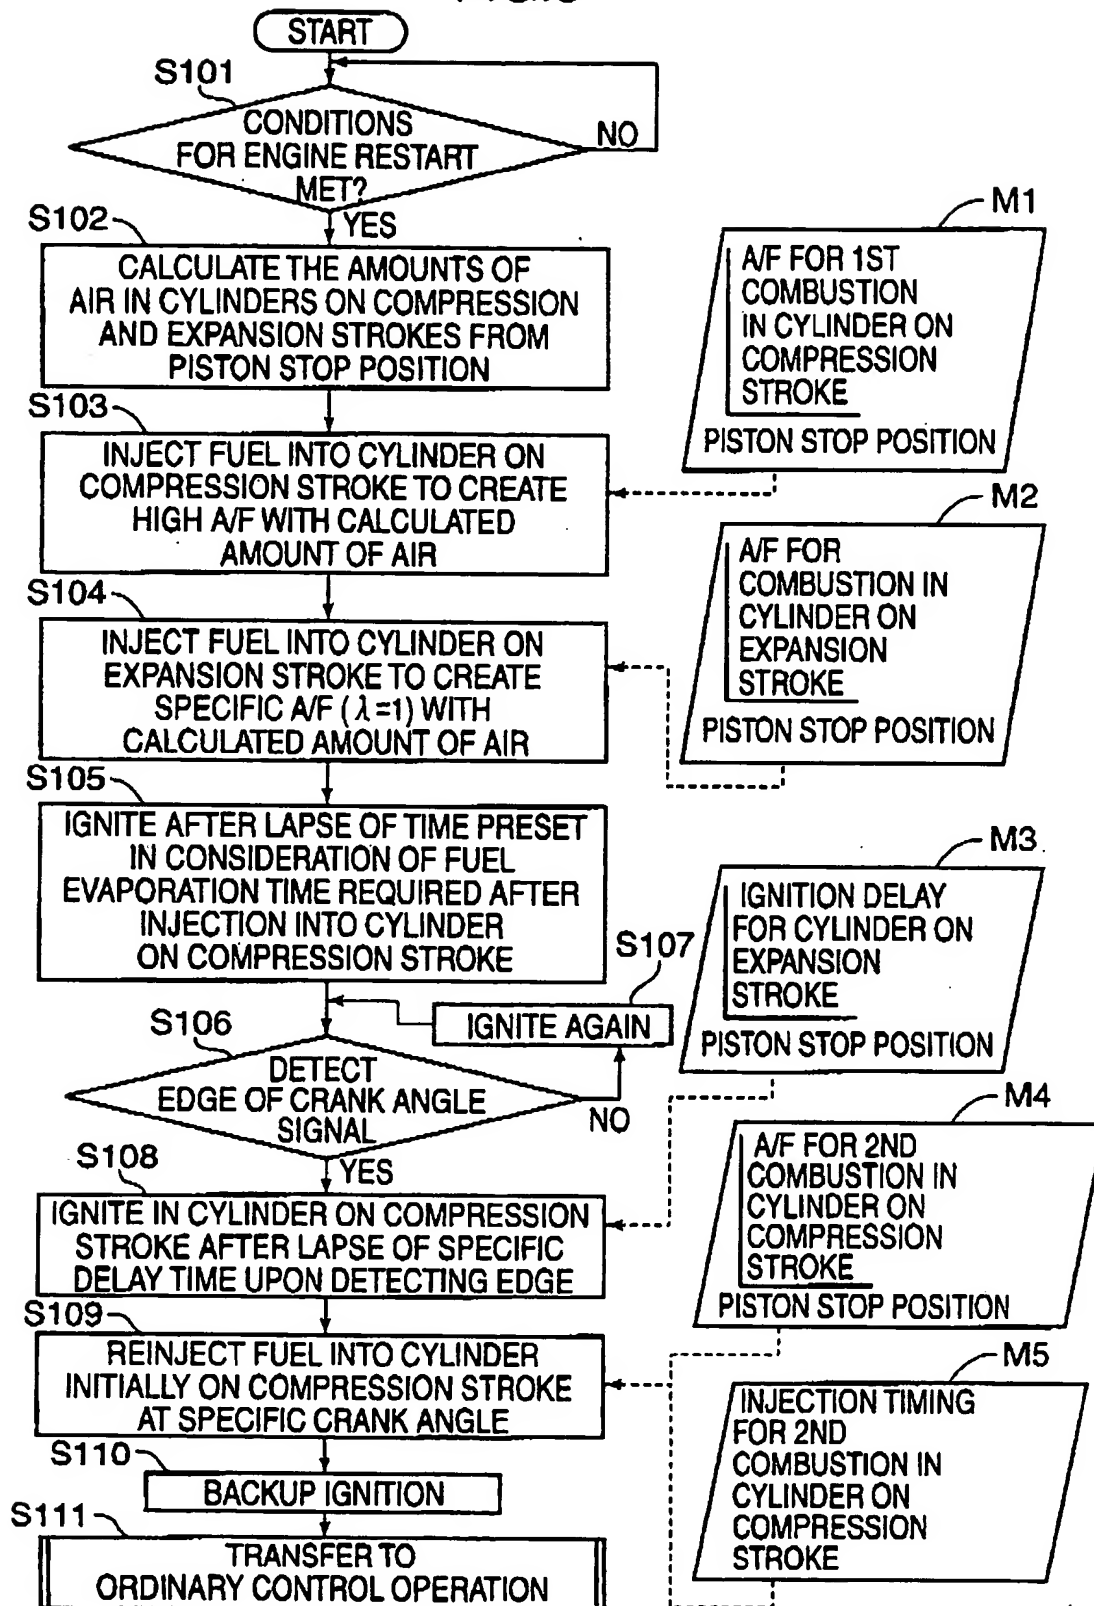 START
S101
CONDITIONS
FOR ENGINE RESTART
MET?
NO
YES
S102
CALCULATE THE AMOUNTS OF
AIR IN CYLINDERS ON COMPRESSION
AND EXPANSION STROKES FROM
PISTON STOP POSITION
M1
A/F FOR 1ST
COMBUSTION
IN CYLINDER ON
COMPRESSION
STROKE
PISTON STOP POSITION
S103
INJECT FUEL INTO CYLINDER ON
COMPRESSION STROKE TO CREATE
HIGH A/F WITH CALCULATED
AMOUNT OF AIR
M2
A/F FOR
COMBUSTION IN
CYLINDER ON
EXPANSION
STROKE
PISTON STOP POSITION
S104
INJECT FUEL INTO CYLINDER ON
EXPANSION STROKE TO CREATE
SPECIFIC A/F (λ=1) WITH
CALCULATED AMOUNT OF AIR
S105
IGNITE AFTER LAPSE OF TIME PRESET
IN CONSIDERATION OF FUEL
EVAPORATION TIME REQUIRED AFTER
INJECTION INTO CYLINDER
ON COMPRESSION STROKE
M3
IGNITION DELAY
FOR CYLINDER ON
EXPANSION
STROKE
PISTON STOP POSITION
S107
IGNITE AGAIN
S106
DETECT
EDGE OF CRANK ANGLE
SIGNAL
NO
YES
M4
A/F FOR 2ND
COMBUSTION IN
CYLINDER ON
COMPRESSION
STROKE
PISTON STOP POSITION
S108
IGNITE IN CYLINDER ON COMPRESSION
STROKE AFTER LAPSE OF SPECIFIC
DELAY TIME UPON DETECTING EDGE
S109
REINJECT FUEL INTO CYLINDER
INITIALLY ON COMPRESSION STROKE
AT SPECIFIC CRANK ANGLE
M5
INJECTION TIMING
FOR 2ND
COMBUSTION IN
CYLINDER ON
COMPRESSION
STROKE
S110
BACKUP IGNITION
S111
TRANSFER TO
ORDINARY CONTROL OPERATION